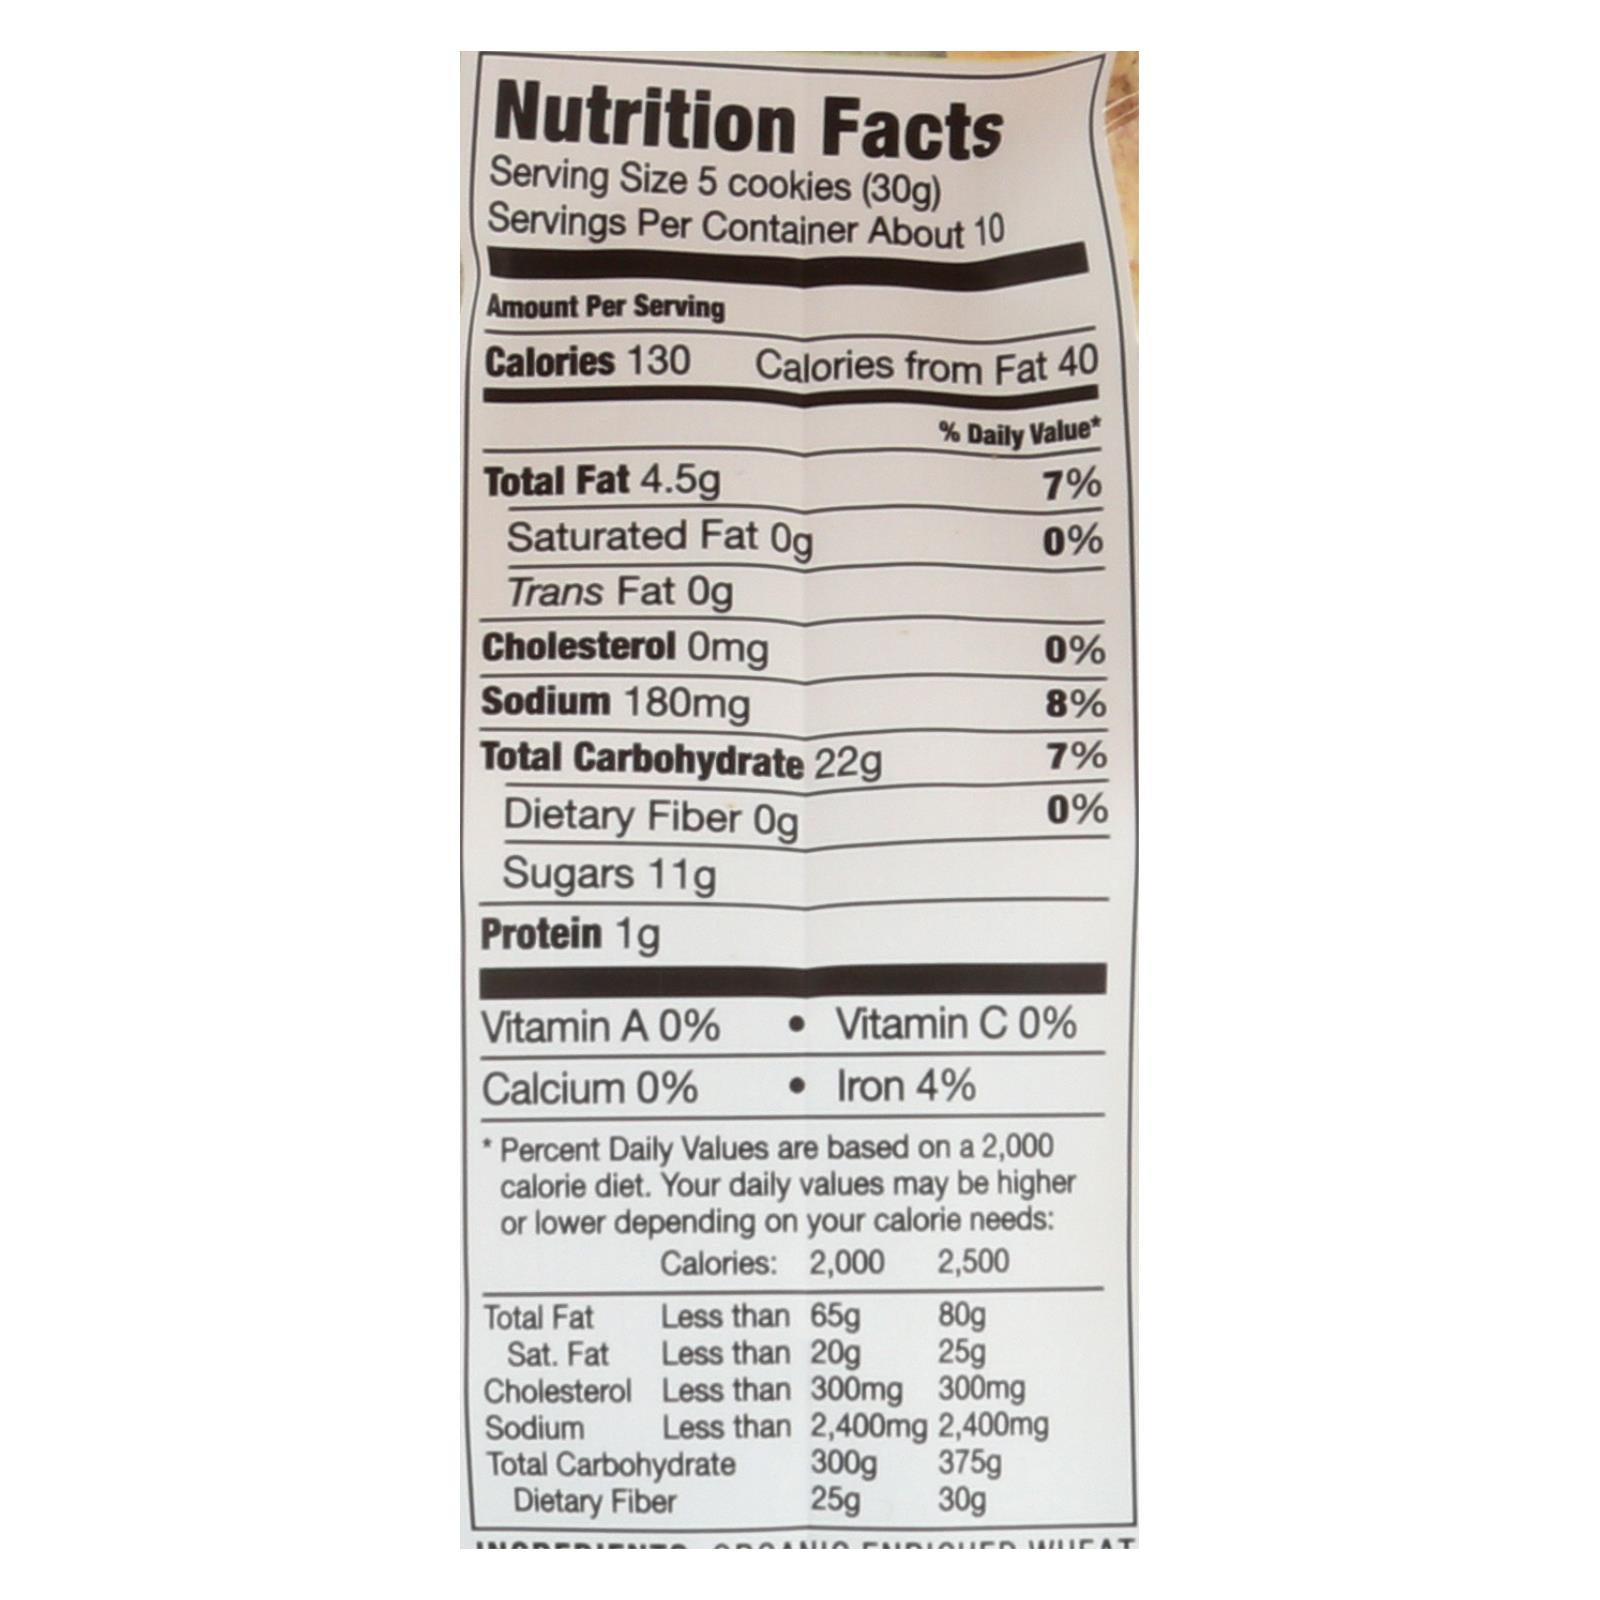 Nutrition Facts
Serving Size 5 cookies (30g)
Servings Per Container About 10
Amount Per Serving
Calories 130 Calories from Fat 40
% Daily Value*
Total Fat 4.5g 7%
Saturated Fat 0g 0%
Trans Fat 0g
Cholesterol 0mg 0%
Sodium 180mg 8%
Total Carbohydrate 22g 7%
Dietary Fiber 0g 0%
Sugars 11g
Protein 1g
Vitamin A 0% • Vitamin C 0%
Calcium 0% • Iron 4%
* Percent Daily Values are based on a 2,000
calorie diet. Your daily values may be higher
or lower depending on your calorie needs:
Calories: 2,000 2,500
Total Fat Less than 65g 80g
Sat. Fat Less than 20g 25g
Cholesterol Less than 300mg 300mg
Sodium Less than 2,400mg 2,400mg
Total Carbohydrate 300g 375g
Dietary Fiber 25g 30g
INGREDIENTS: ORGANIC ENRICHED WHEAT